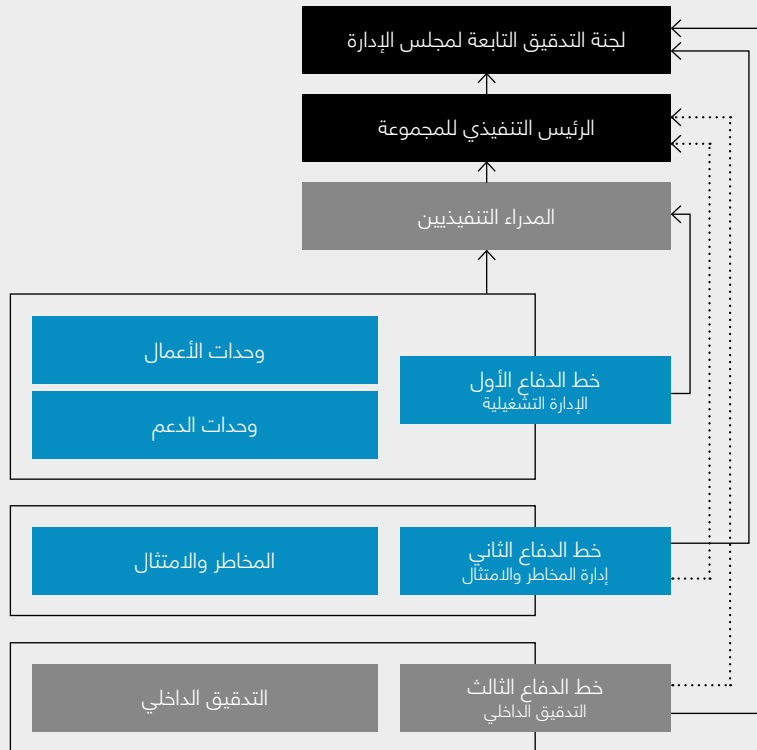 لجنة التدقيق التابعة لمجلس الإدارة
الرئيس التنفيذي للمجموعة
المدراء التنفيذيين
خط الدفاع الأول
الإدارة التشغيلية
وحدات الأعمال
وحدات الدعم
خط الدفاع الثاني
إدارة المخاطر والامتثال
المخاطر والامتثال
خط الدفاع الثالث
التدقيق الداخلي
التدقيق الداخلي